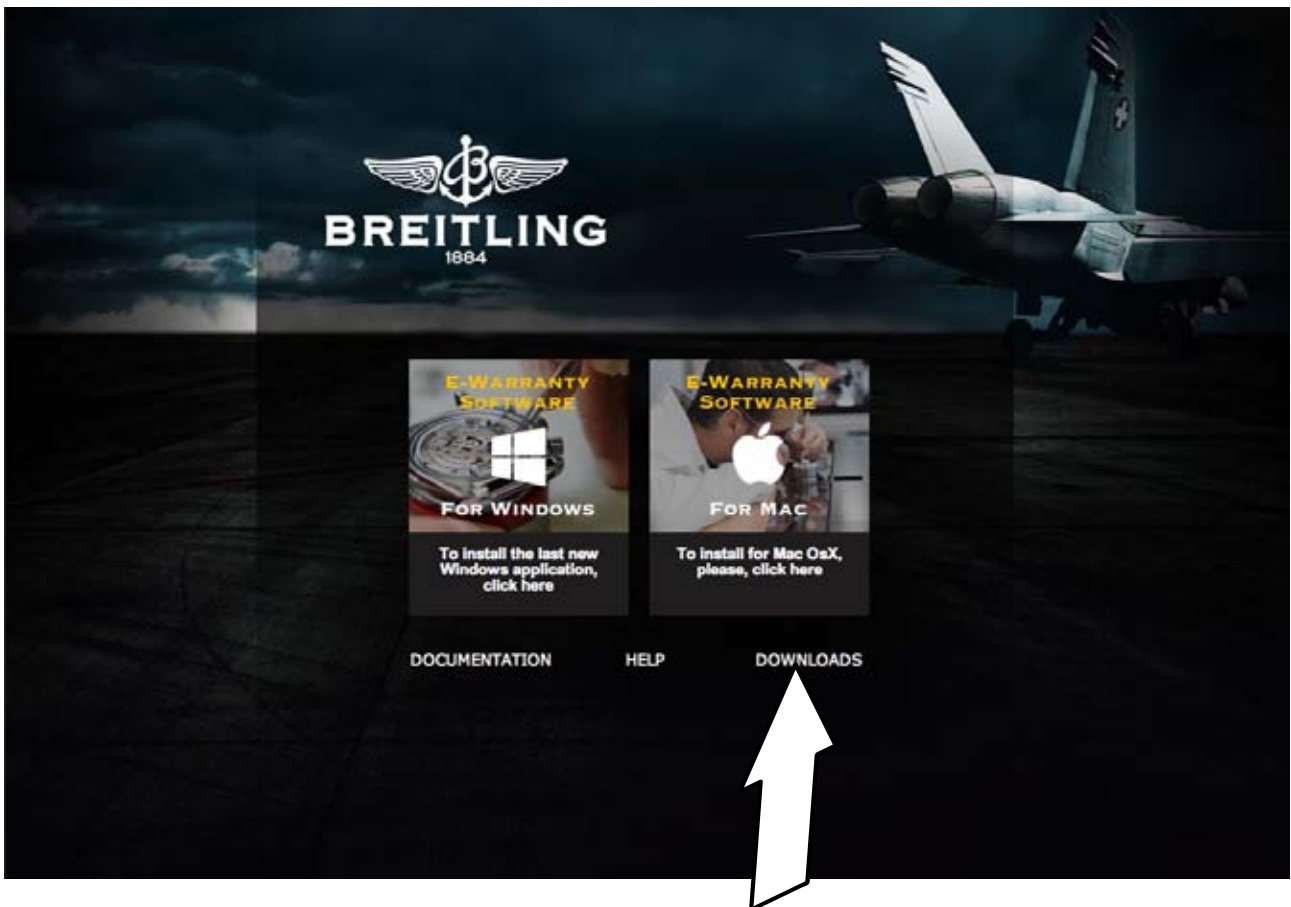 BREITLING
1884
E-WARRANTY
SOFTWARE
FOR WINDOWS
To install the last new
Windows application,
click here
E-WARRANTY
SOFTWARE
FOR MAC
To install for Mac OsX,
please, click here
DOCUMENTATION HELP DOWNLOADS